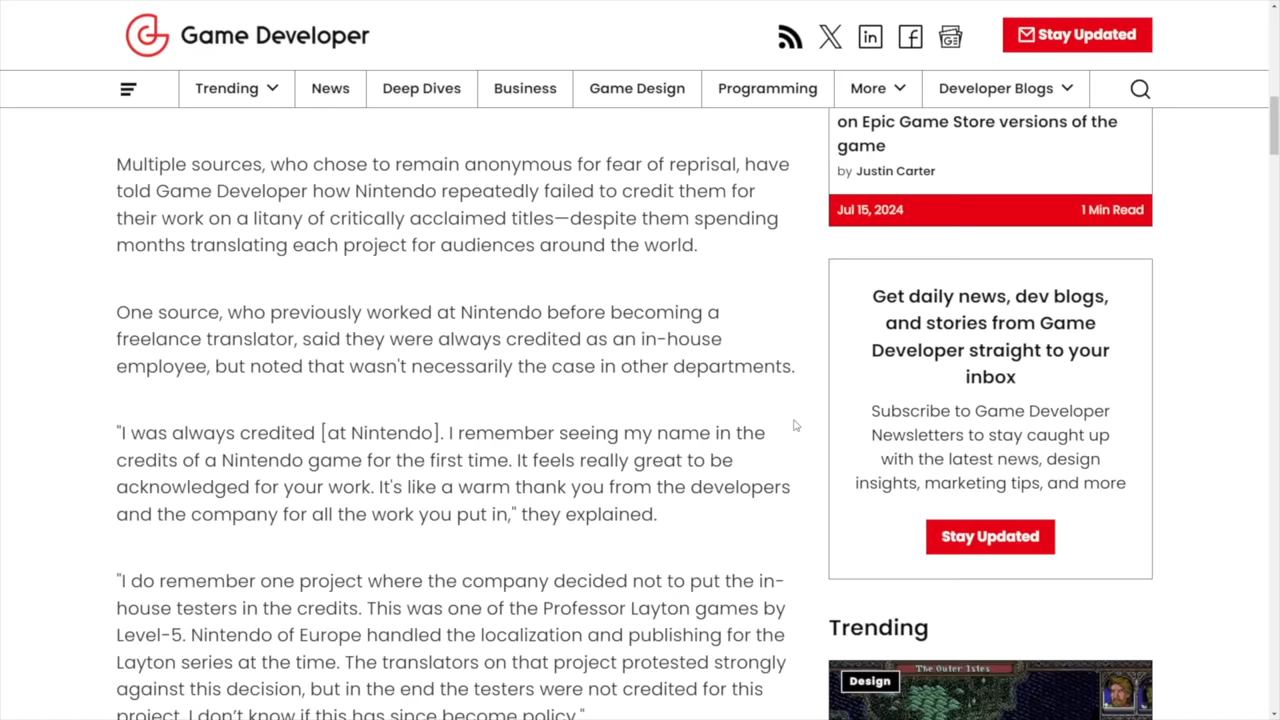 Game Developer
Stay Updated
Trending
News
Deep Dives
Business
Game Design
Programming
More
Developer Blogs
Multiple sources, who chose to remain anonymous for fear of reprisal, have
told Game Developer how Nintendo repeatedly failed to credit them for
their work on a litany of critically acclaimed titles—despite them spending
months translating each project for audiences around the world.
One source, who previously worked at Nintendo before becoming a
freelance translator, said they were always credited as an in-house
employee, but noted that wasn't necessarily the case in other departments.
"I was always credited [at Nintendo]. I remember seeing my name in the
credits of a Nintendo game for the first time. It feels really great to be
acknowledged for your work. It's like a warm thank you from the developers
and the company for all the work you put in," they explained.
"I do remember one project where the company decided not to put the in-
house testers in the credits. This was one of the Professor Layton games by
Level-5. Nintendo of Europe handled the localization and publishing for the
Layton series at the time. The translators on that project protested strongly
against this decision, but in the end the testers were not credited for this
project. I don't know if this has since become policy."
on Epic Game Store versions of the
game
by Justin Carter
Jul 15, 2024
1 Min Read
Get daily news, dev blogs,
and stories from Game
Developer straight to your
inbox
Subscribe to Game Developer
Newsletters to stay caught up
with the latest news, design
insights, marketing tips, and more
Stay Updated
Trending
The Outer Isles
Design